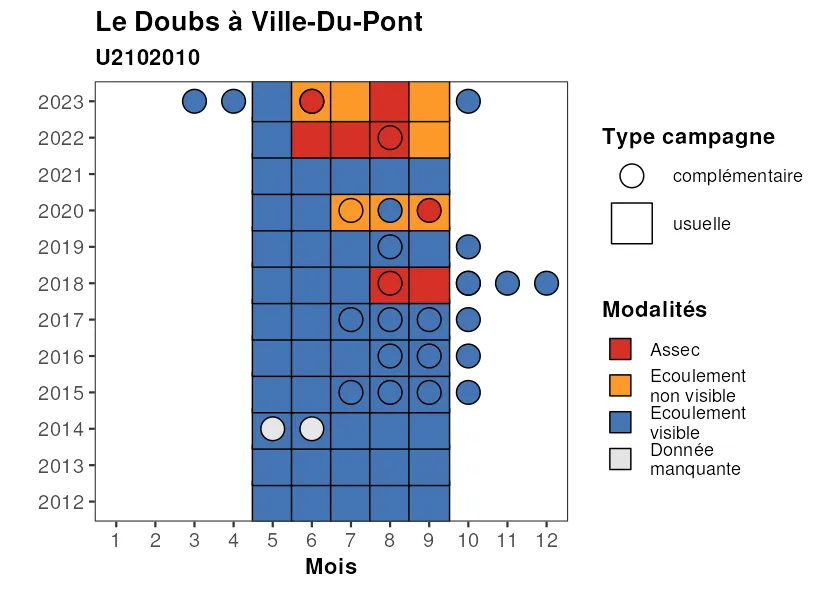 Le Doubs à Ville-Du-Pont
U2102010
2023
2022
2021
2020
2019
2018
2017
2016
2015
2014
2013
2012
1 2 3 4 5 6 7 8 9 10 11 12
Mois
Type campagne
complémentaire
usuelle
Modalités
Assec
Ecoulement
non visible
Ecoulement
visible
Donnée
manquante